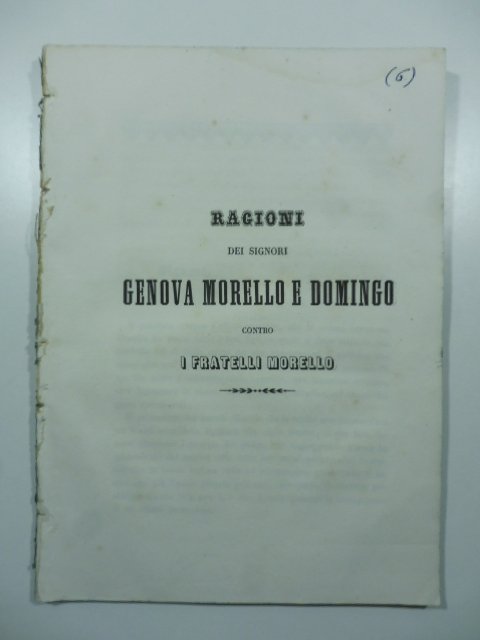 (6)
RAGIONI
DEI SIGNORI
GENOVA MORELLO E DOMINGO
CONTRO
I FRATELLI MORELLO